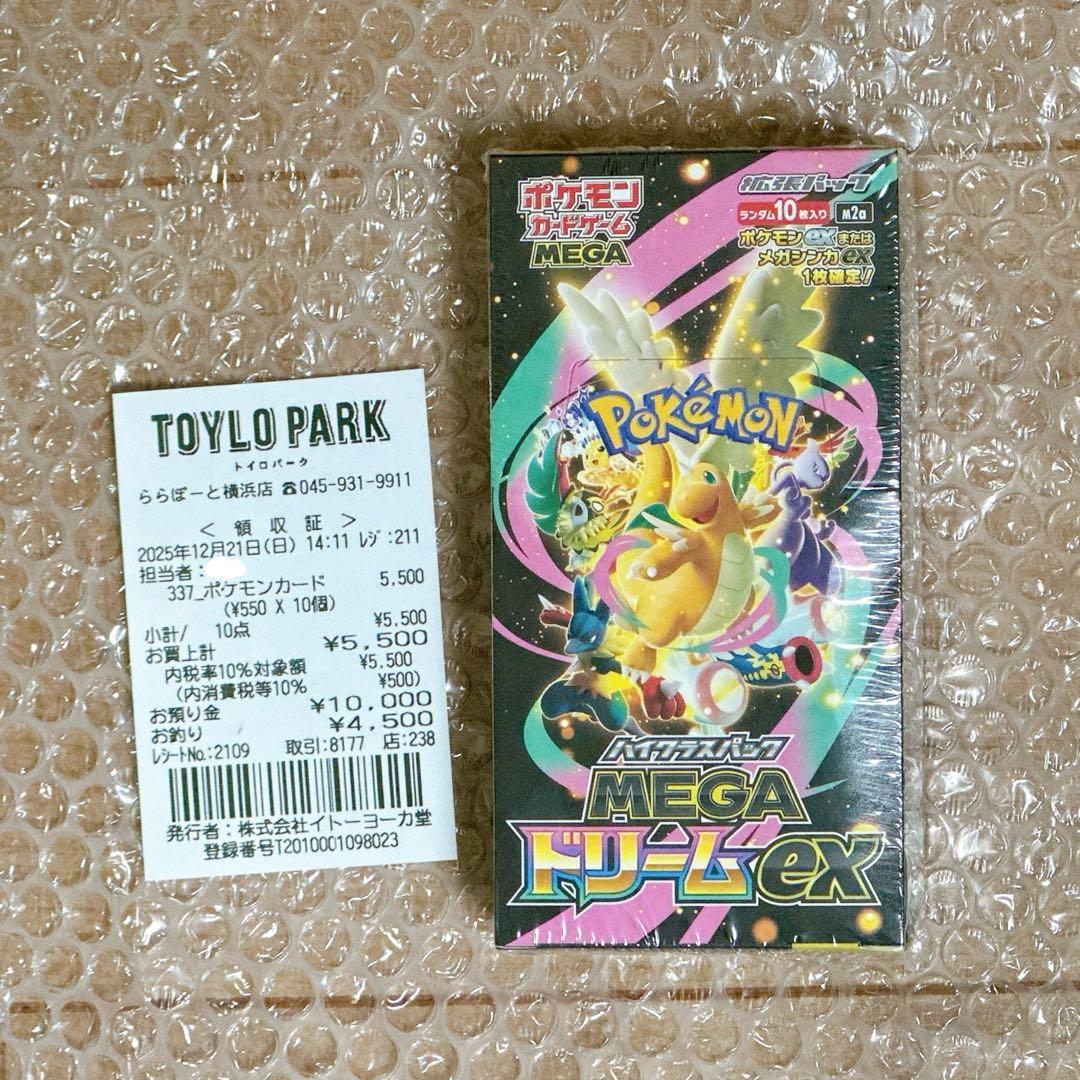 TOYLO PARK
トイロパーク
ららぽーと横浜店 ☎045-931-9911
< 領 収 証 >
2025年12月21日(日) 14:11 レジ:211
担当者:
337_ポケモンカード 5,500
(¥550 X 10個)
小計/ 10点 ¥5,500
お買上計 ¥5,500
内税率10%対象額 ¥5,500
(内消費税等10% ¥500)
お預り金 ¥10,000
お釣り ¥4,500
レシートNo.:2109 取引:8177 店:238
発行者:株式会社イトーヨーカ堂
登録番号T2010001098023
ポケモン
カードゲーム
MEGA
拡張パック
ランダム10枚入り M2a
ポケモンexまたは
メガシンカex
1枚確定!
POKéMON
ハイクラスパック
MEGA
ドリームex